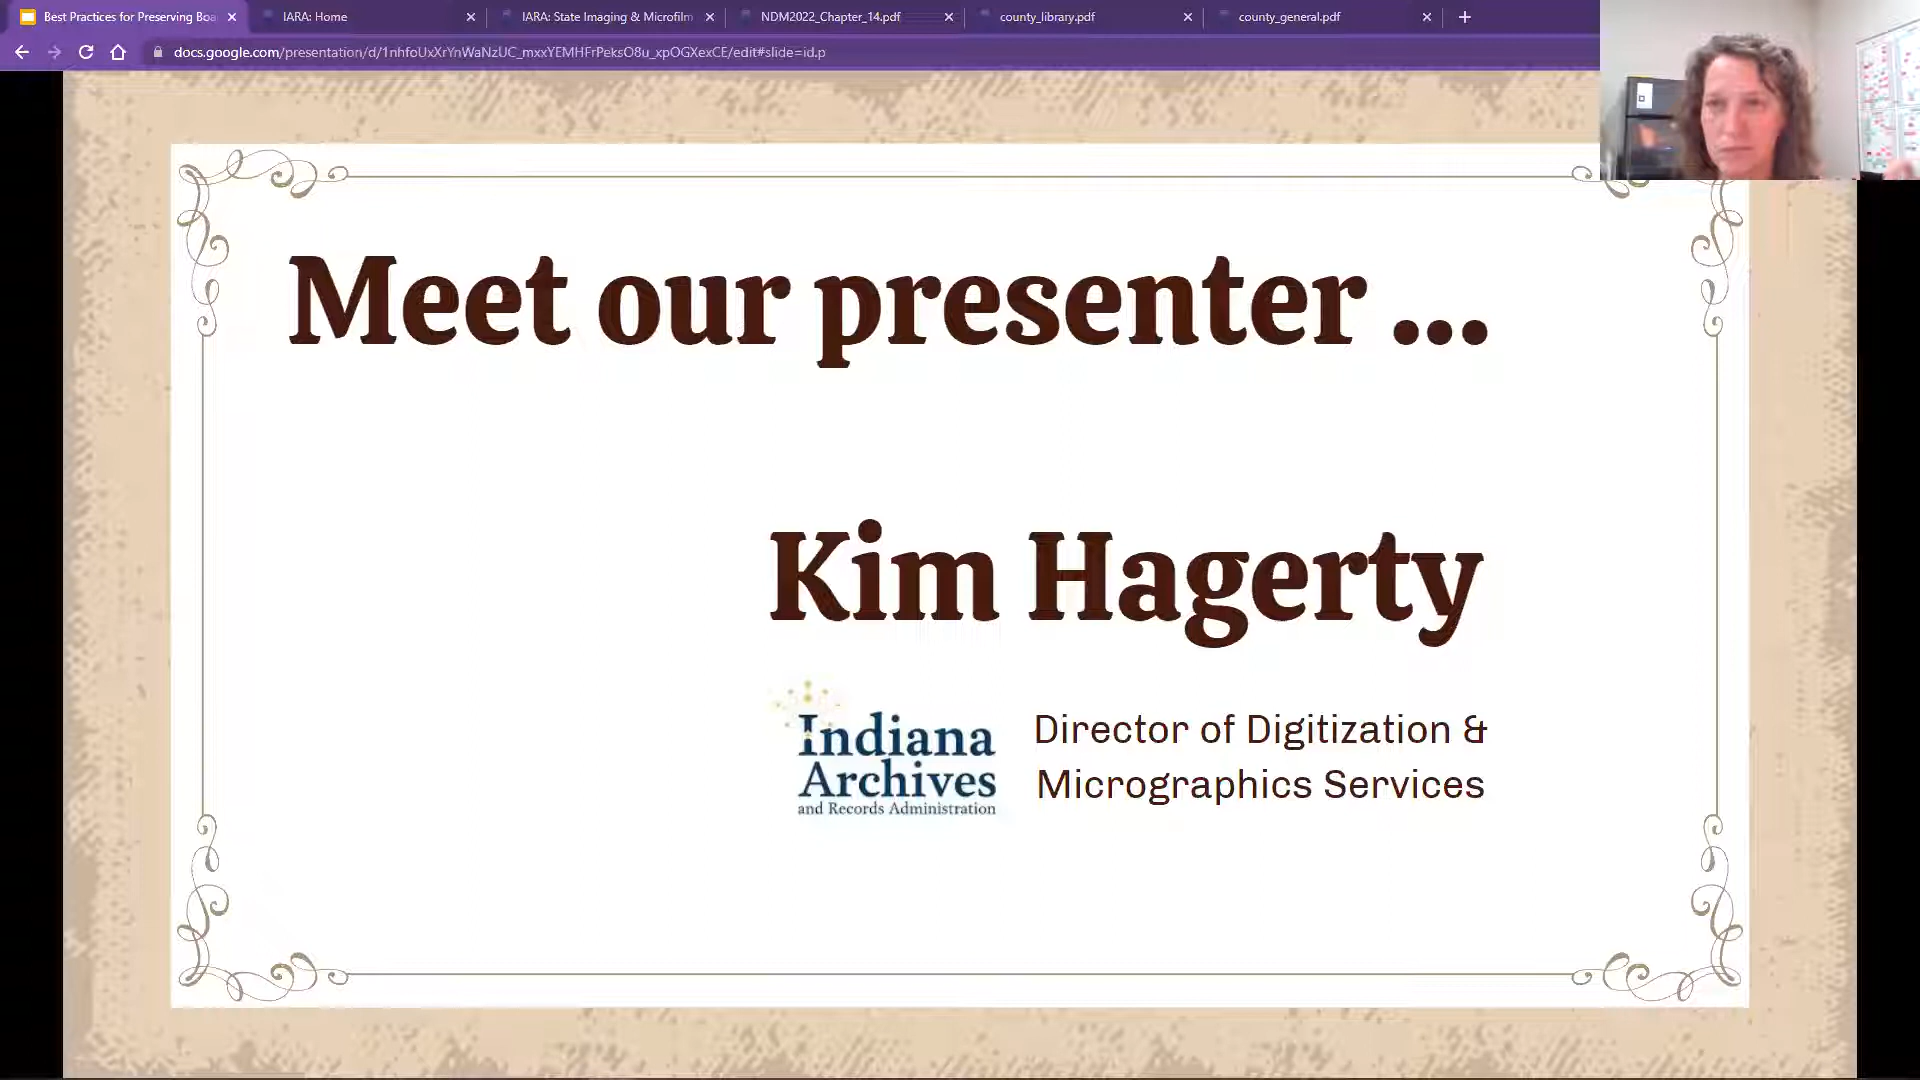 Best Practices for Preserving Boa
IARA: Home
IARA: State Imaging & Microfilm
NDM2022_Chapter_14.pdf
county_library.pdf
county_general.pdf
docs.google.com/presentation/d/1nhfoUxXrYnWaNzUC_mxxYEMHFrPeksO8u_xpOGXexCE/edit#slide=id.p
Meet our presenter ...
Kim Hagerty
Indiana
Archives
and Records Administration
Director of Digitization &
Micrographics Services